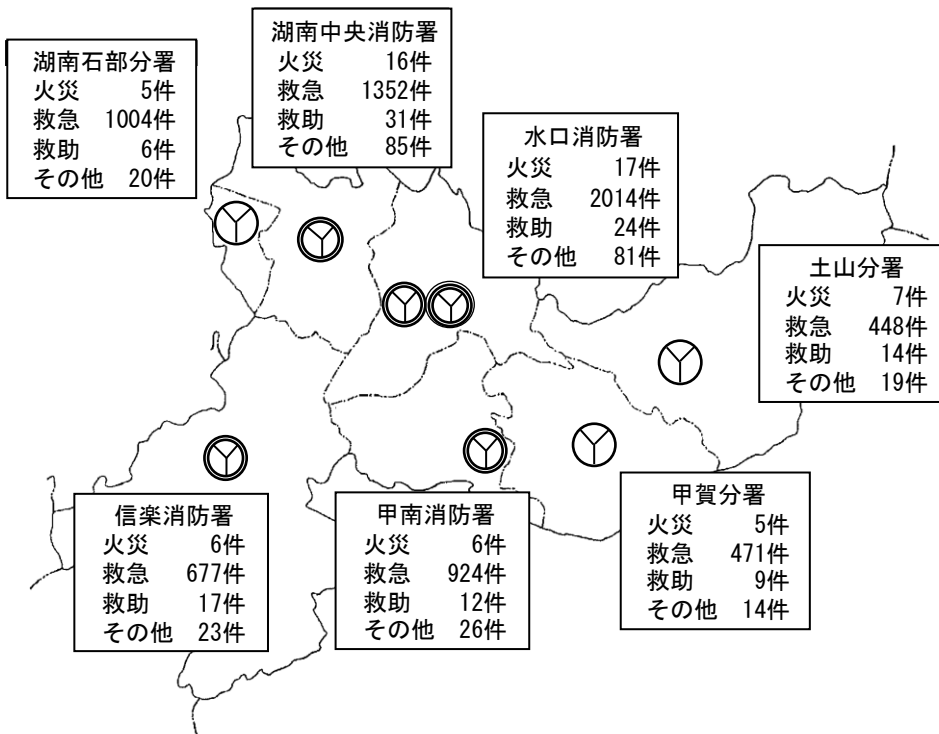 湖南石部分署
火災 5件
救急 1004件
救助 6件
その他 20件
湖南中央消防署
火災 16件
救急 1352件
救助 31件
その他 85件
水口消防署
火災 17件
救急 2014件
救助 24件
その他 81件
土山分署
火災 7件
救急 448件
救助 14件
その他 19件
信楽消防署
火災 6件
救急 677件
救助 17件
その他 23件
甲南消防署
火災 6件
救急 924件
救助 12件
その他 26件
甲賀分署
火災 5件
救急 471件
救助 9件
その他 14件